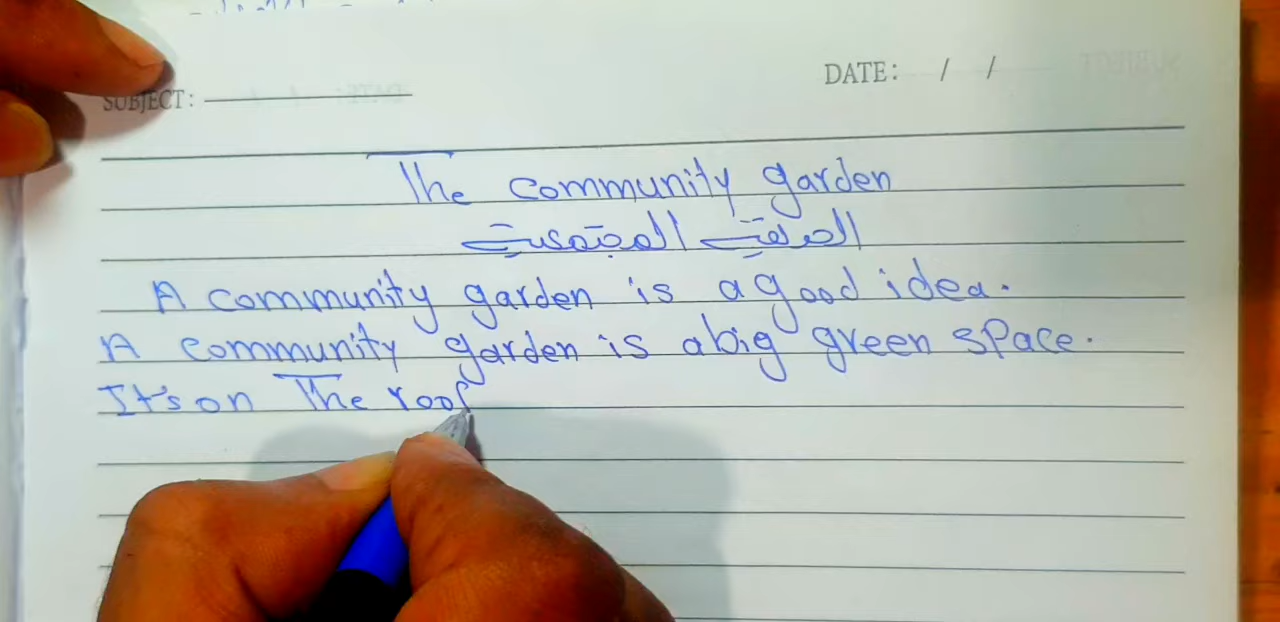 SUBJECT:
DATE: / /
The community garden
الحديقة المجتمعية
A community garden is a good idea.
A community garden is a big green space.
It's on The roof